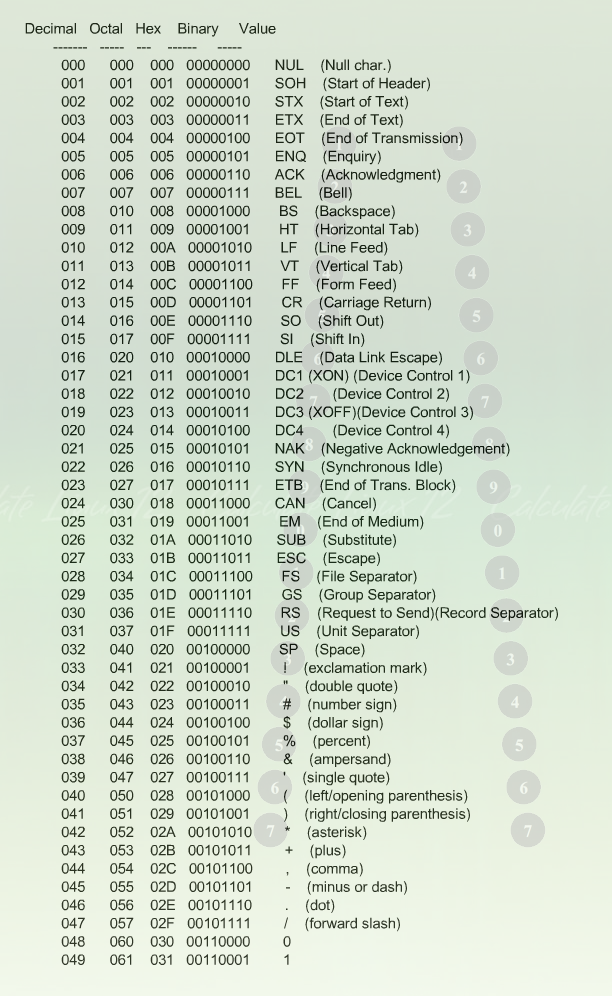 Decimal Octal Hex Binary Value
------- ----- --- ------ -----
000 000 000 00000000 NUL (Null char.)
001 001 001 00000001 SOH (Start of Header)
002 002 002 00000010 STX (Start of Text)
003 003 003 00000011 ETX (End of Text)
004 004 004 00000100 EOT (End of Transmission)
005 005 005 00000101 ENQ (Enquiry)
006 006 006 00000110 ACK (Acknowledgment)
007 007 007 00000111 BEL (Bell)
008 010 008 00001000 BS (Backspace)
009 011 009 00001001 HT (Horizontal Tab)
010 012 00A 00001010 LF (Line Feed)
011 013 00B 00001011 VT (Vertical Tab)
012 014 00C 00001100 FF (Form Feed)
013 015 00D 00001101 CR (Carriage Return)
014 016 00E 00001110 SO (Shift Out)
015 017 00F 00001111 SI (Shift In)
016 020 010 00010000 DLE (Data Link Escape)
017 021 011 00010001 DC1 (XON) (Device Control 1)
018 022 012 00010010 DC2 (Device Control 2)
019 023 013 00010011 DC3 (XOFF)(Device Control 3)
020 024 014 00010100 DC4 (Device Control 4)
021 025 015 00010101 NAK (Negative Acknowledgement)
022 026 016 00010110 SYN (Synchronous Idle)
023 027 017 00010111 ETB (End of Trans. Block)
024 030 018 00011000 CAN (Cancel)
025 031 019 00011001 EM (End of Medium)
026 032 01A 00011010 SUB (Substitute)
027 033 01B 00011011 ESC (Escape)
028 034 01C 00011100 FS (File Separator)
029 035 01D 00011101 GS (Group Separator)
030 036 01E 00011110 RS (Request to Send)(Record Separator)
031 037 01F 00011111 US (Unit Separator)
032 040 020 00100000 SP (Space)
033 041 021 00100001 ! (exclamation mark)
034 042 022 00100010 " (double quote)
035 043 023 00100011 # (number sign)
036 044 024 00100100 $ (dollar sign)
037 045 025 00100101 % (percent)
038 046 026 00100110 & (ampersand)
039 047 027 00100111 ' (single quote)
040 050 028 00101000 ( (left/opening parenthesis)
041 051 029 00101001 ) (right/closing parenthesis)
042 052 02A 00101010 * (asterisk)
043 053 02B 00101011 + (plus)
044 054 02C 00101100 , (comma)
045 055 02D 00101101 - (minus or dash)
046 056 02E 00101110 . (dot)
047 057 02F 00101111 / (forward slash)
048 060 030 00110000 0
049 061 031 00110001 1